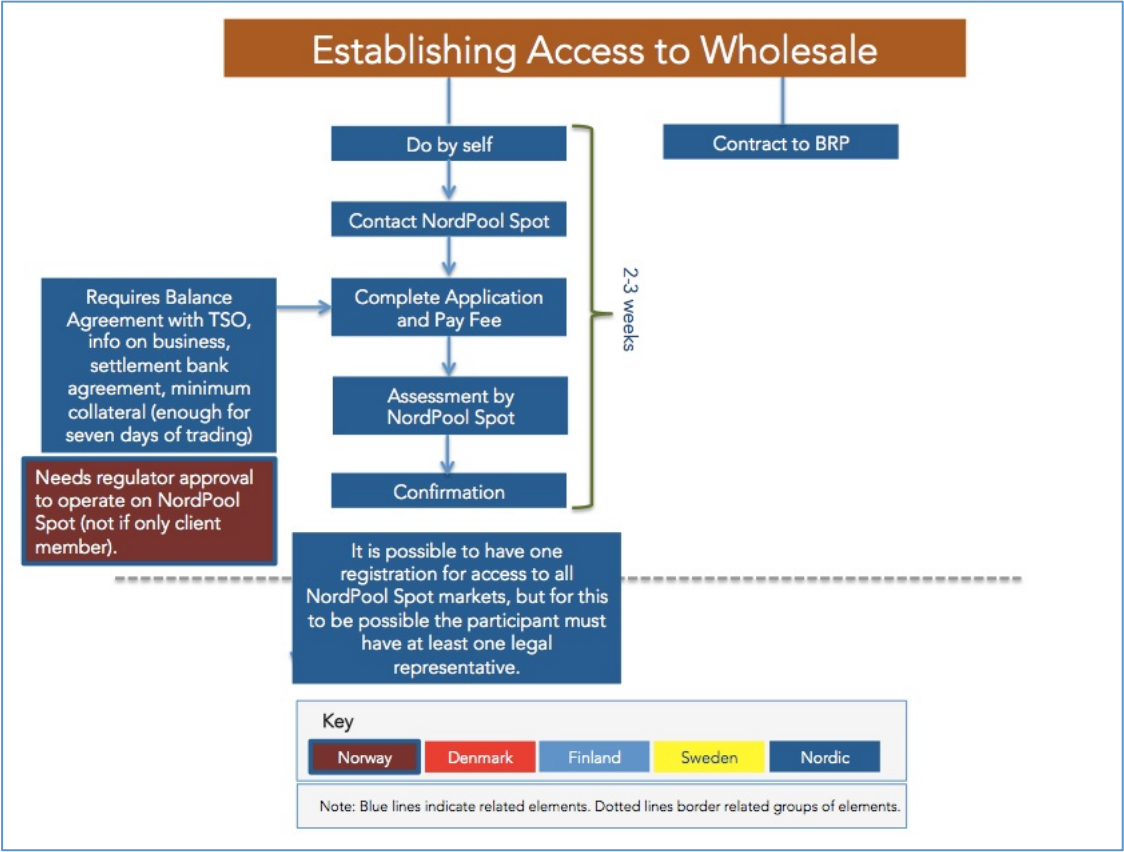 Establishing Access to Wholesale
Do by self
Contract to BRP
Contact NordPool Spot
Complete Application
and Pay Fee
2-3 weeks
Requires Balance
Agreement with TSO,
info on business,
settlement bank
agreement, minimum
collateral (enough for
seven days of trading)
Assessment by
NordPool Spot
Confirmation
Needs regulator approval
to operate on NordPool
Spot (not if only client
member).
It is possible to have one
registration for access to all
NordPool Spot markets, but for this
to be possible the participant must
have at least one legal
representative.
Key
Norway
Denmark
Finland
Sweden
Nordic
Note: Blue lines indicate related elements. Dotted lines border related groups of elements.